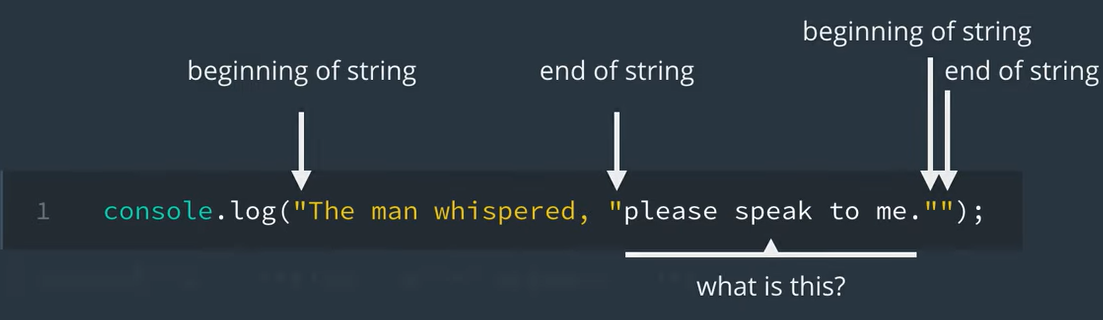 beginning of string
beginning of string
end of string
end of string
1 console.log("The man whispered, "please speak to me."");
what is this?